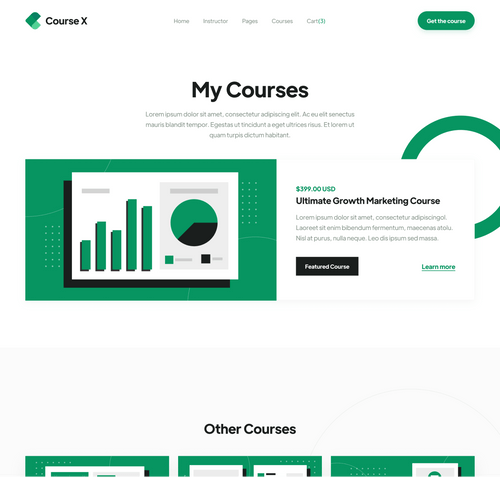 Course X
Home Instructor Pages Courses Cart(3)
Get the course
My Courses
Lorem ipsum dolor sit amet, consectetur adipiscing elit. Ac eu elit senectus
mauris blandit tempor. Egestas ut tincidunt a eget ultrices risus. Et lorem ut
quam turpis dictum habitant.
$399.00 USD
Ultimate Growth Marketing Course
Lorem ipsum dolor sit amet, consectetur adipiscingol.
Laoreet sit enim bibendum fermentum, maecenas atolu.
Nisl at purus, nulla neque. Leo dis ipsum sed massa.
Featured Course
Learn more
Other Courses